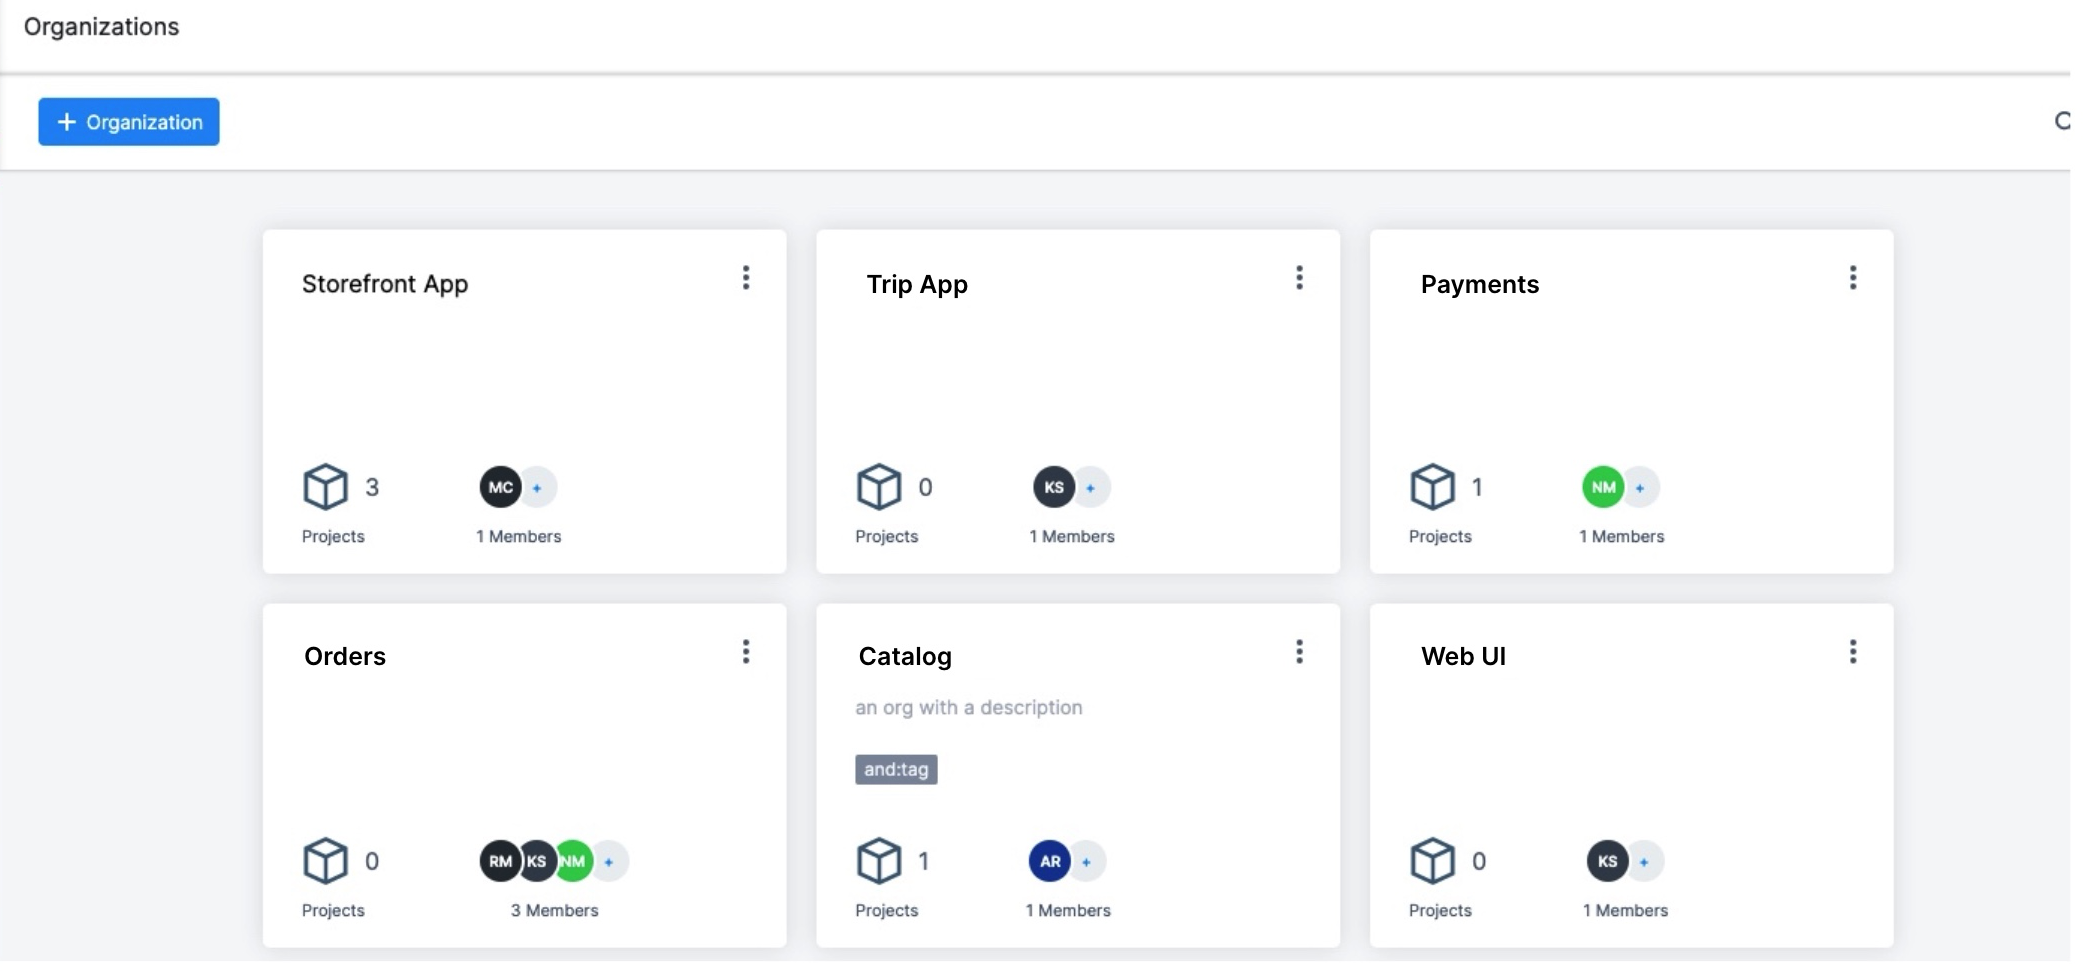 Organizations
+ Organization
Storefront App
Trip App
Payments
3
MC
+
0
KS
+
1
NM
+
Projects
1 Members
Projects
1 Members
Projects
1 Members
Orders
Catalog
Web UI
an org with a description
and:tag
0
RM
KS
NM
+
1
AR
+
0
KS
+
Projects
3 Members
Projects
1 Members
Projects
1 Members